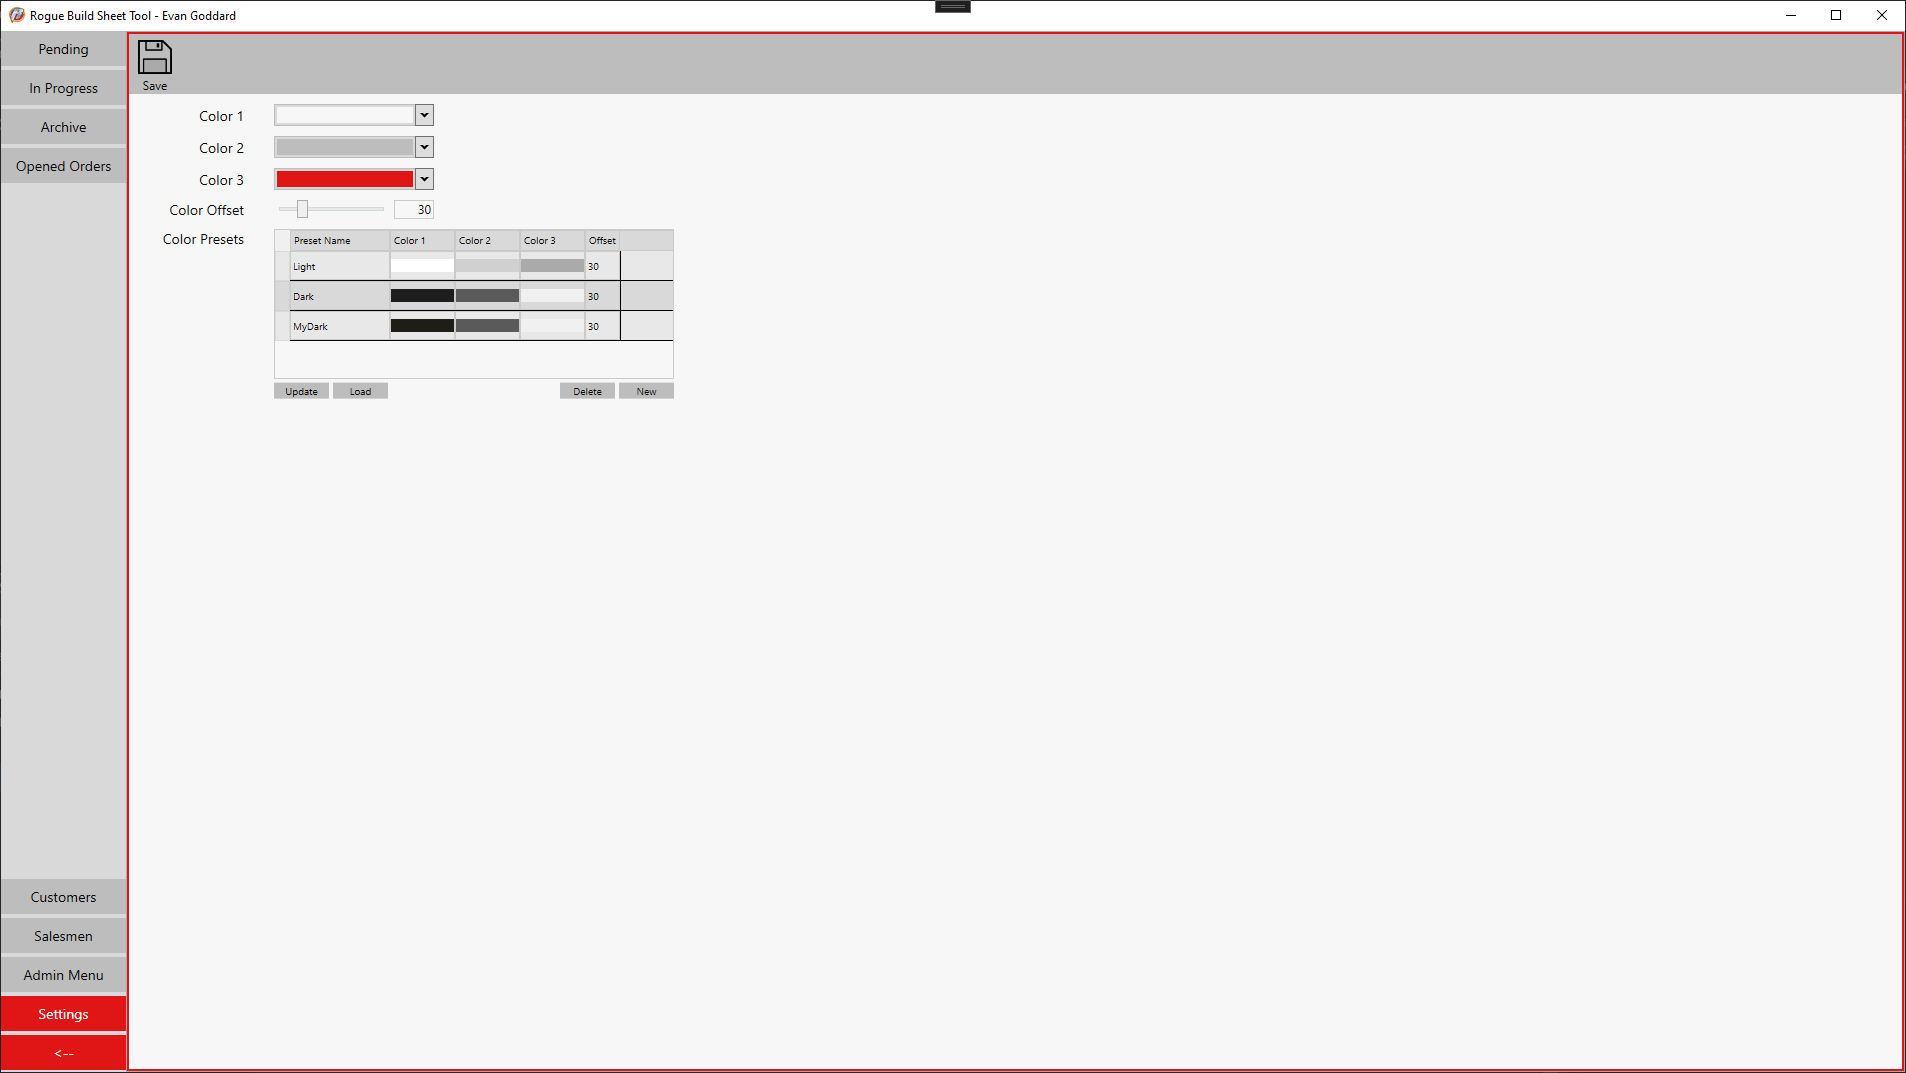 Rogue Build Sheet Tool - Evan Goddard
Pending
In Progress
Archive
Opened Orders
Customers
Salesmen
Admin Menu
Settings
<--
Save
Color 1
Color 2
Color 3
Color Offset 30
Color Presets
Preset Name Color 1 Color 2 Color 3 Offset
Light 30
Dark 30
MyDark 30
Update Load Delete New